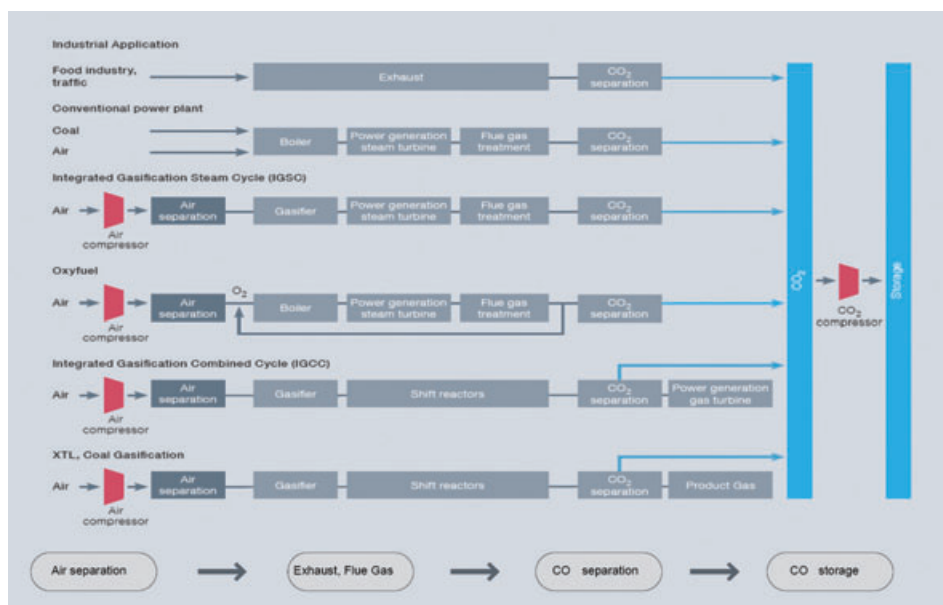 Industrial Application
Food industry,
traffic
Exhaust
CO₂
separation
Conventional power plant
Coal
Air
Boiler
Power generation
steam turbine
Flue gas
treatment
CO₂
separation
Integrated Gasification Steam Cycle (IGSC)
Air
Air
compressor
Air
separation
Gasifier
Power generation
steam turbine
Flue gas
treatment
CO₂
separation
Oxyfuel
Air
Air
compressor
Air
separation
O₂
Boiler
Power generation
steam turbine
Flue gas
treatment
CO₂
separation
CO₂
CO₂
compressor
Storage
Integrated Gasification Combined Cycle (IGCC)
Air
Air
compressor
Air
separation
Gasifier
Shift reactors
CO₂
separation
Power generation
gas turbine
XTL, Coal Gasification
Air
Air
compressor
Air
separation
Gasifier
Shift reactors
CO₂
separation
Product Gas
Air separation
Exhaust, Flue Gas
CO separation
CO storage